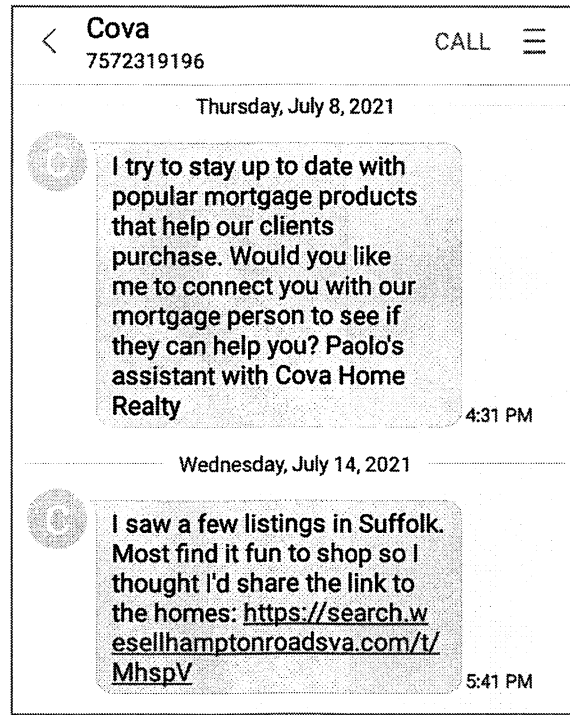 Cova
7572319196
CALL
Thursday, July 8, 2021
C
I try to stay up to date with
popular mortgage products
that help our clients
purchase. Would you like
me to connect you with our
mortgage person to see if
they can help you? Paolo's
assistant with Cova Home
Realty
4:31 PM
Wednesday, July 14, 2021
C
I saw a few listings in Suffolk.
Most find it fun to shop so I
thought I'd share the link to
the homes: https://search.w
esellhamptonroadsva.com/t/
MhspV
5:41 PM